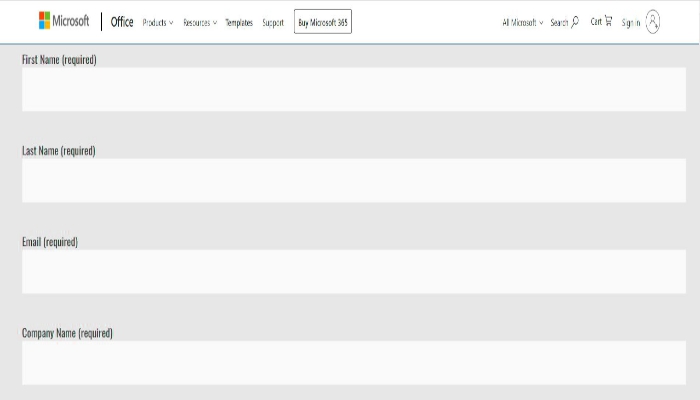 Microsoft Office Products Resources Templates Support Buy Microsoft 365 All Microsoft Search Cart Sign in
First Name (required)
Last Name (required)
Email (required)
Company Name (required)